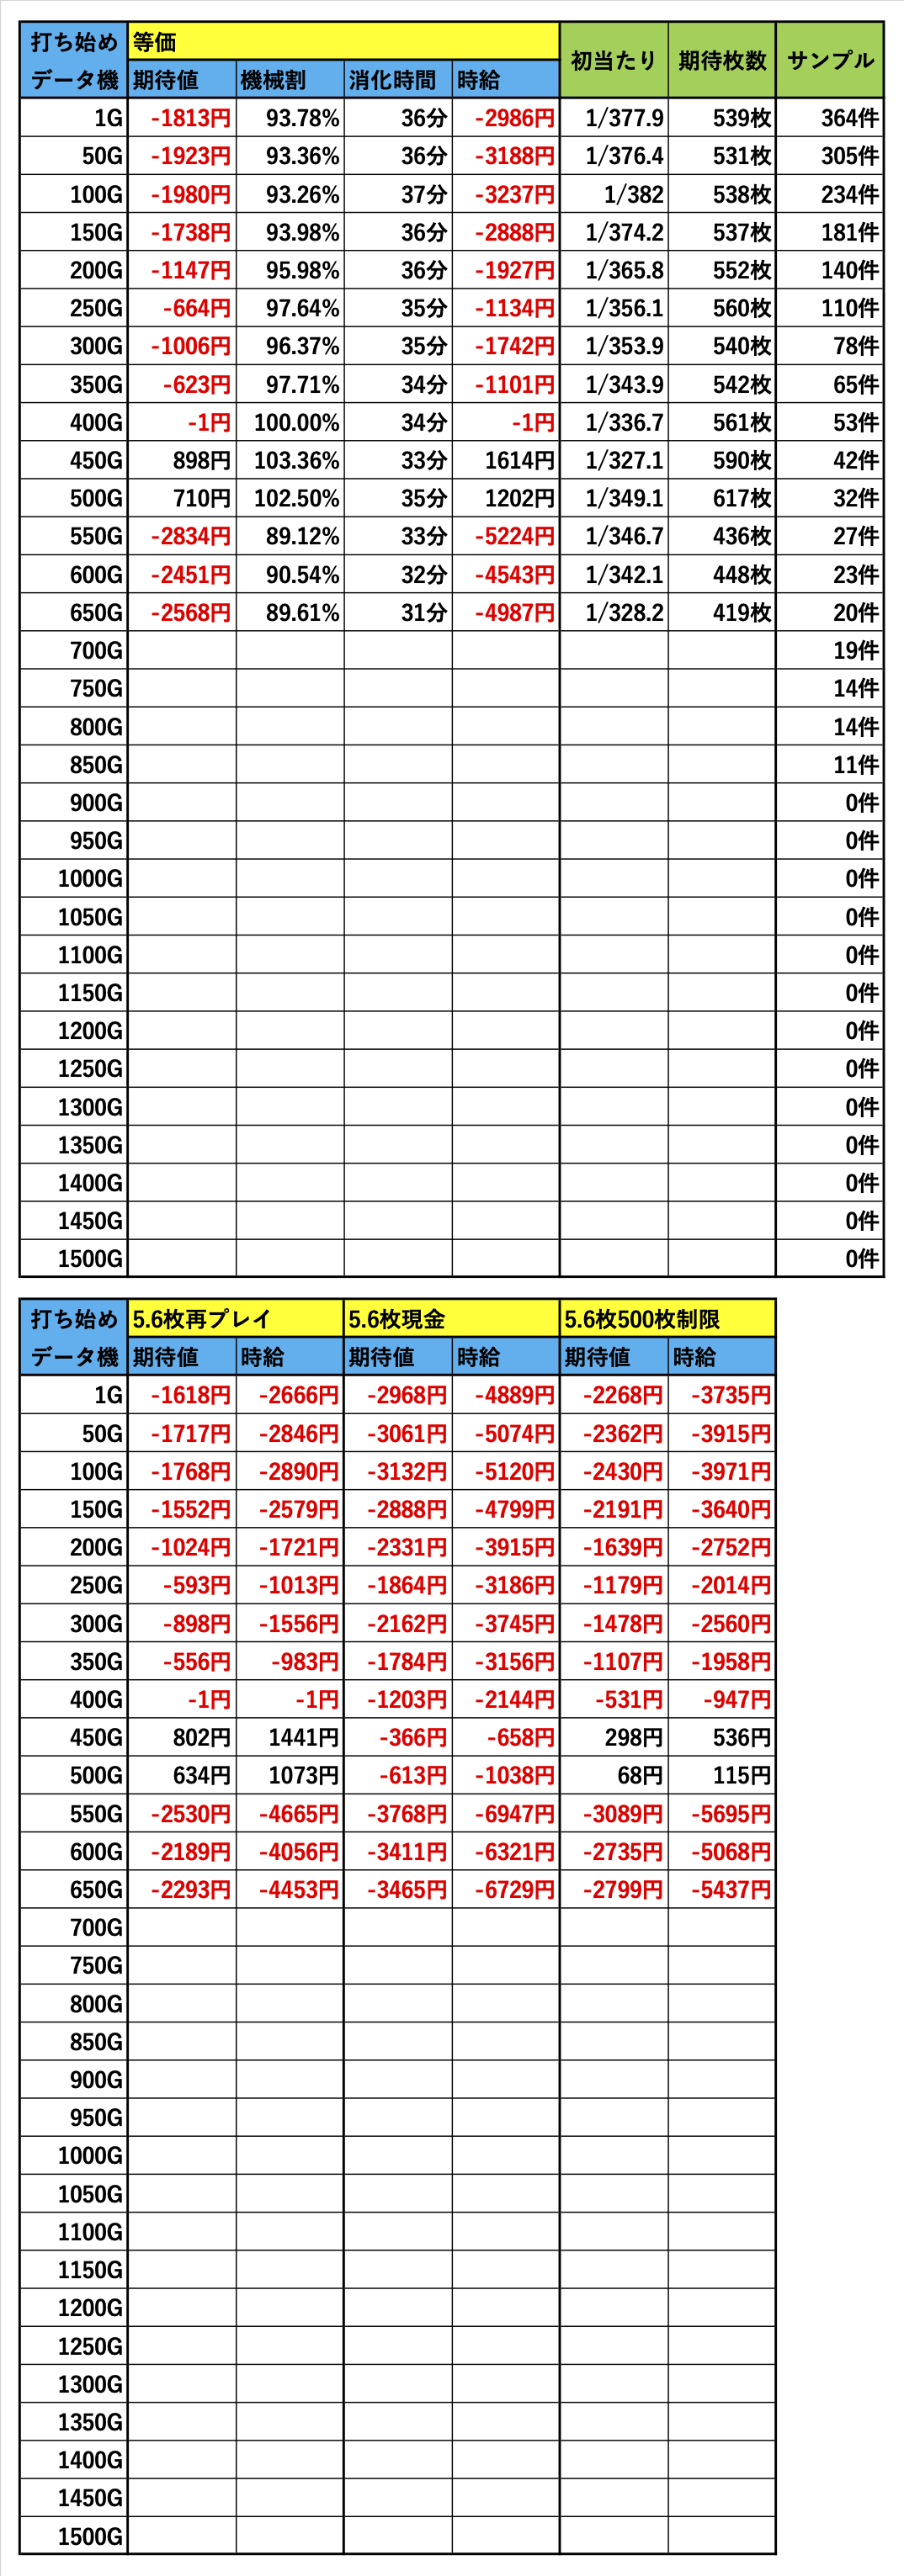 打ち始め 等価 初当たり 期待枚数 サンプル
データ機 期待値 機械割 消化時間 時給
1G -1813円 93.78% 36分 -2986円 1/377.9 539枚 364件
50G -1923円 93.36% 36分 -3188円 1/376.4 531枚 305件
100G -1980円 93.26% 37分 -3237円 1/382 538枚 234件
150G -1738円 93.98% 36分 -2888円 1/374.2 537枚 181件
200G -1147円 95.98% 36分 -1927円 1/365.8 552枚 140件
250G -664円 97.64% 35分 -1134円 1/356.1 560枚 110件
300G -1006円 96.37% 35分 -1742円 1/353.9 540枚 78件
350G -623円 97.71% 34分 -1101円 1/343.9 542枚 65件
400G -1円 100.00% 34分 -1円 1/336.7 561枚 53件
450G 898円 103.36% 33分 1614円 1/327.1 590枚 42件
500G 710円 102.50% 35分 1202円 1/349.1 617枚 32件
550G -2834円 89.12% 33分 -5224円 1/346.7 436枚 27件
600G -2451円 90.54% 32分 -4543円 1/342.1 448枚 23件
650G -2568円 89.61% 31分 -4987円 1/328.2 419枚 20件
700G 19件
750G 14件
800G 14件
850G 11件
900G 0件
950G 0件
1000G 0件
1050G 0件
1100G 0件
1150G 0件
1200G 0件
1250G 0件
1300G 0件
1350G 0件
1400G 0件
1450G 0件
1500G 0件
打ち始め 5.6枚再プレイ 5.6枚現金 5.6枚500枚制限
データ機 期待値 時給 期待値 時給 期待値 時給
1G -1618円 -2666円 -2968円 -4889円 -2268円 -3735円
50G -1717円 -2846円 -3061円 -5074円 -2362円 -3915円
100G -1768円 -2890円 -3132円 -5120円 -2430円 -3971円
150G -1552円 -2579円 -2888円 -4799円 -2191円 -3640円
200G -1024円 -1721円 -2331円 -3915円 -1639円 -2752円
250G -593円 -1013円 -1864円 -3186円 -1179円 -2014円
300G -898円 -1556円 -2162円 -3745円 -1478円 -2560円
350G -556円 -983円 -1784円 -3156円 -1107円 -1958円
400G -1円 -1円 -1203円 -2144円 -531円 -947円
450G 802円 1441円 -366円 -658円 298円 536円
500G 634円 1073円 -613円 -1038円 68円 115円
550G -2530円 -4665円 -3768円 -6947円 -3089円 -5695円
600G -2189円 -4056円 -3411円 -6321円 -2735円 -5068円
650G -2293円 -4453円 -3465円 -6729円 -2799円 -5437円
700G
750G
800G
850G
900G
950G
1000G
1050G
1100G
1150G
1200G
1250G
1300G
1350G
1400G
1450G
1500G